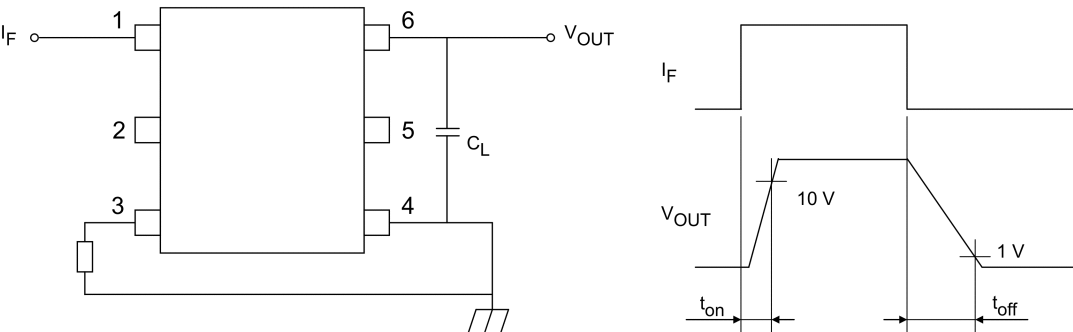 I_F
1
6
V_OUT
2
5
C_L
3
4
I_F
V_OUT
10 V
1 V
t_on
t_off